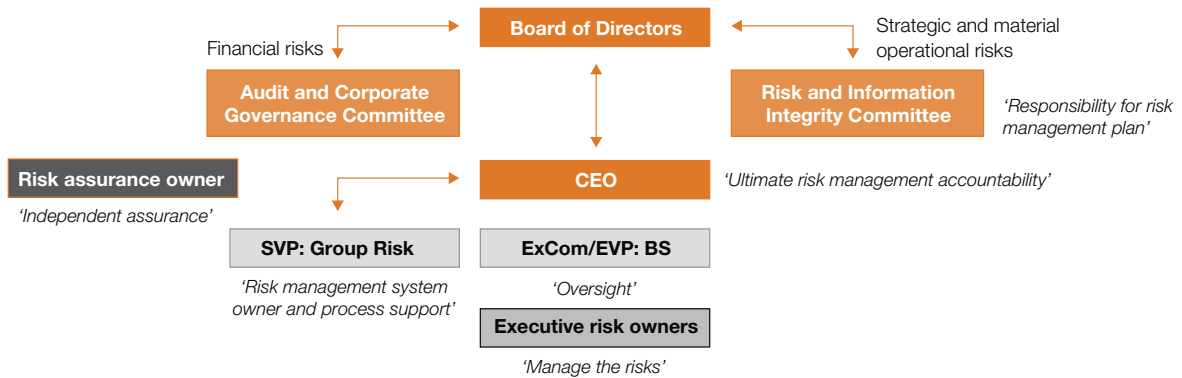 Board of Directors
Financial risks
Strategic and material
operational risks
Audit and Corporate
Governance Committee
Risk and Information
Integrity Committee
‘Responsibility for risk
management plan’
Risk assurance owner
‘Independent assurance’
CEO
‘Ultimate risk management accountability’
SVP: Group Risk
‘Risk management system
owner and process support’
ExCom/EVP: BS
‘Oversight’
Executive risk owners
‘Manage the risks’